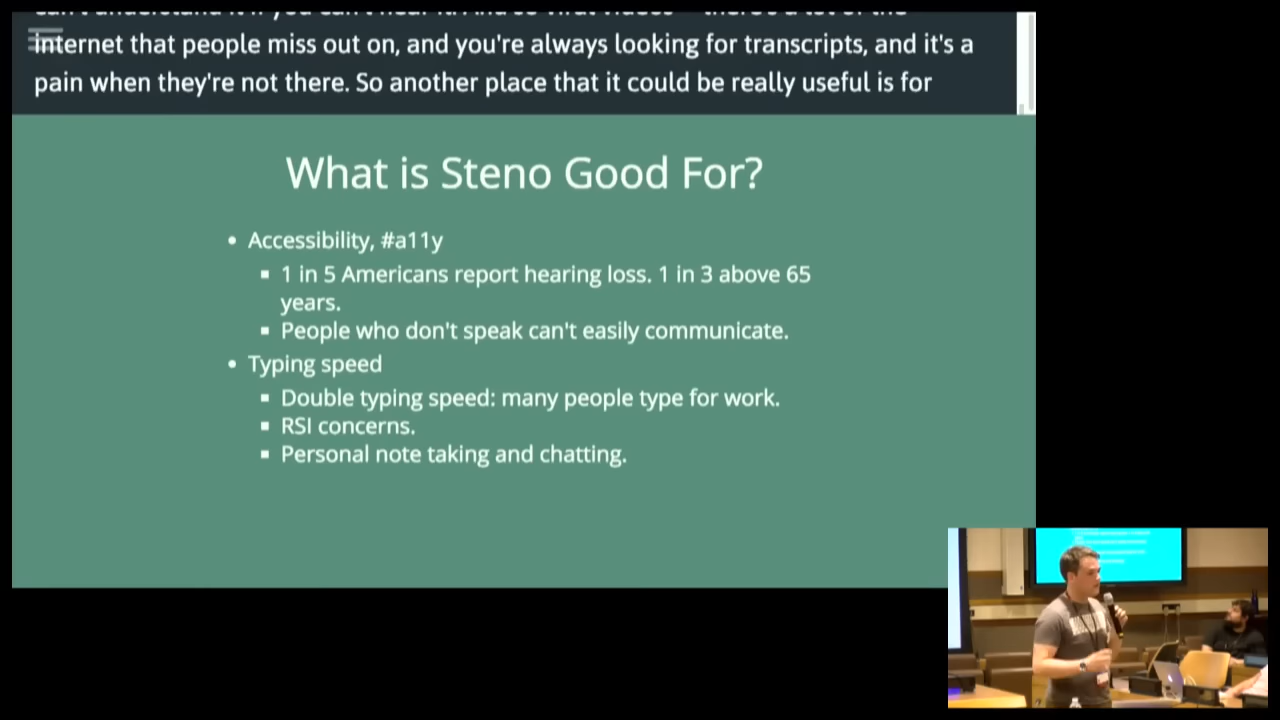 internet that people miss out on, and you're always looking for transcripts, and it's a
pain when they're not there. So another place that it could be really useful is for
What is Steno Good For?
Accessibility, #a11y
1 in 5 Americans report hearing loss. 1 in 3 above 65
years.
People who don't speak can't easily communicate.
Typing speed
Double typing speed: many people type for work.
RSI concerns.
Personal note taking and chatting.